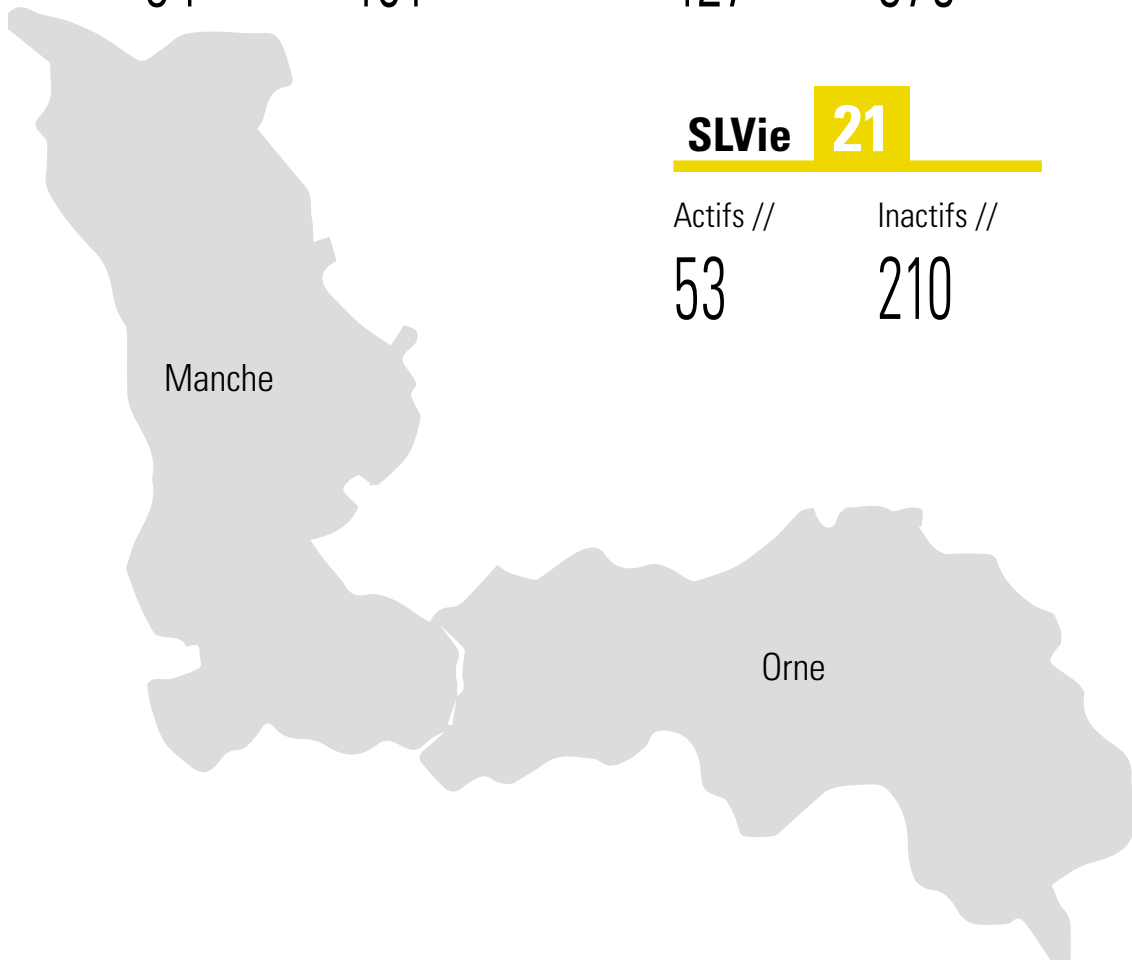 SLVie 21
Actifs // Inactifs //
53 210
Manche
Orne